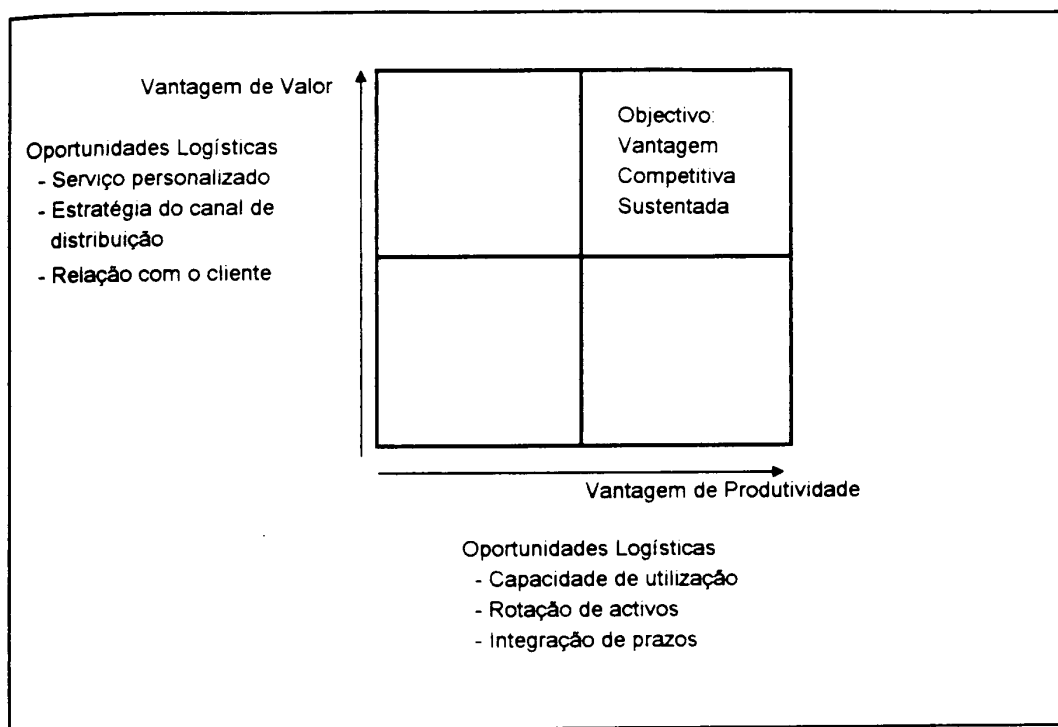 Vantagem de Valor
Oportunidades Logísticas
- Serviço personalizado
- Estratégia do canal de
distribuição
- Relação com o cliente
Objectivo:
Vantagem
Competitiva
Sustentada
Vantagem de Produtividade
Oportunidades Logísticas
- Capacidade de utilização
- Rotação de activos
- Integração de prazos